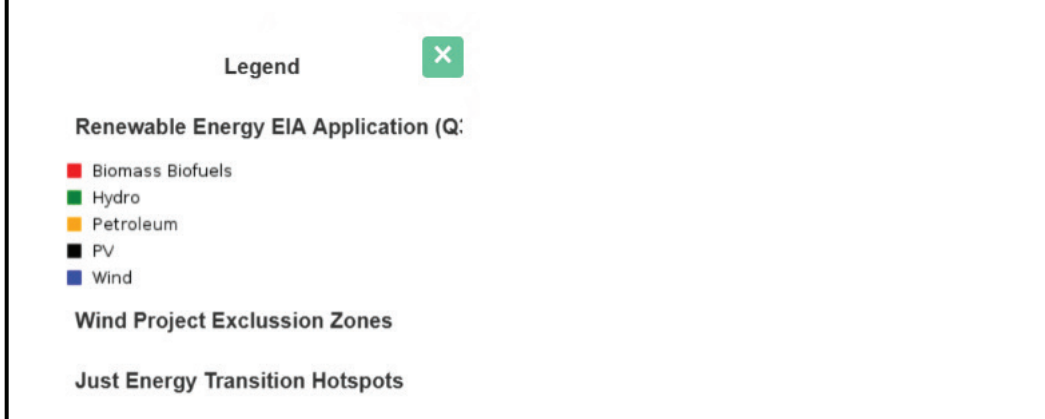 Legend
Renewable Energy EIA Application (Q:
Biomass Biofuels
Hydro
Petroleum
PV
Wind
Wind Project Exclussion Zones
Just Energy Transition Hotspots